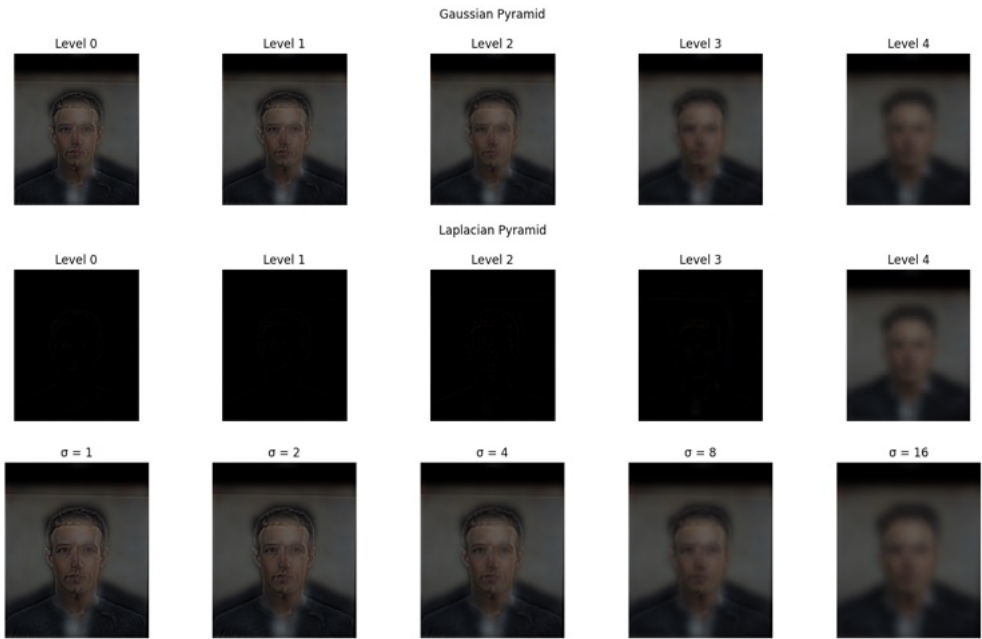 Gaussian Pyramid
Level 0 Level 1 Level 2 Level 3 Level 4
Laplacian Pyramid
Level 0 Level 1 Level 2 Level 3 Level 4
σ = 1 σ = 2 σ = 4 σ = 8 σ = 16